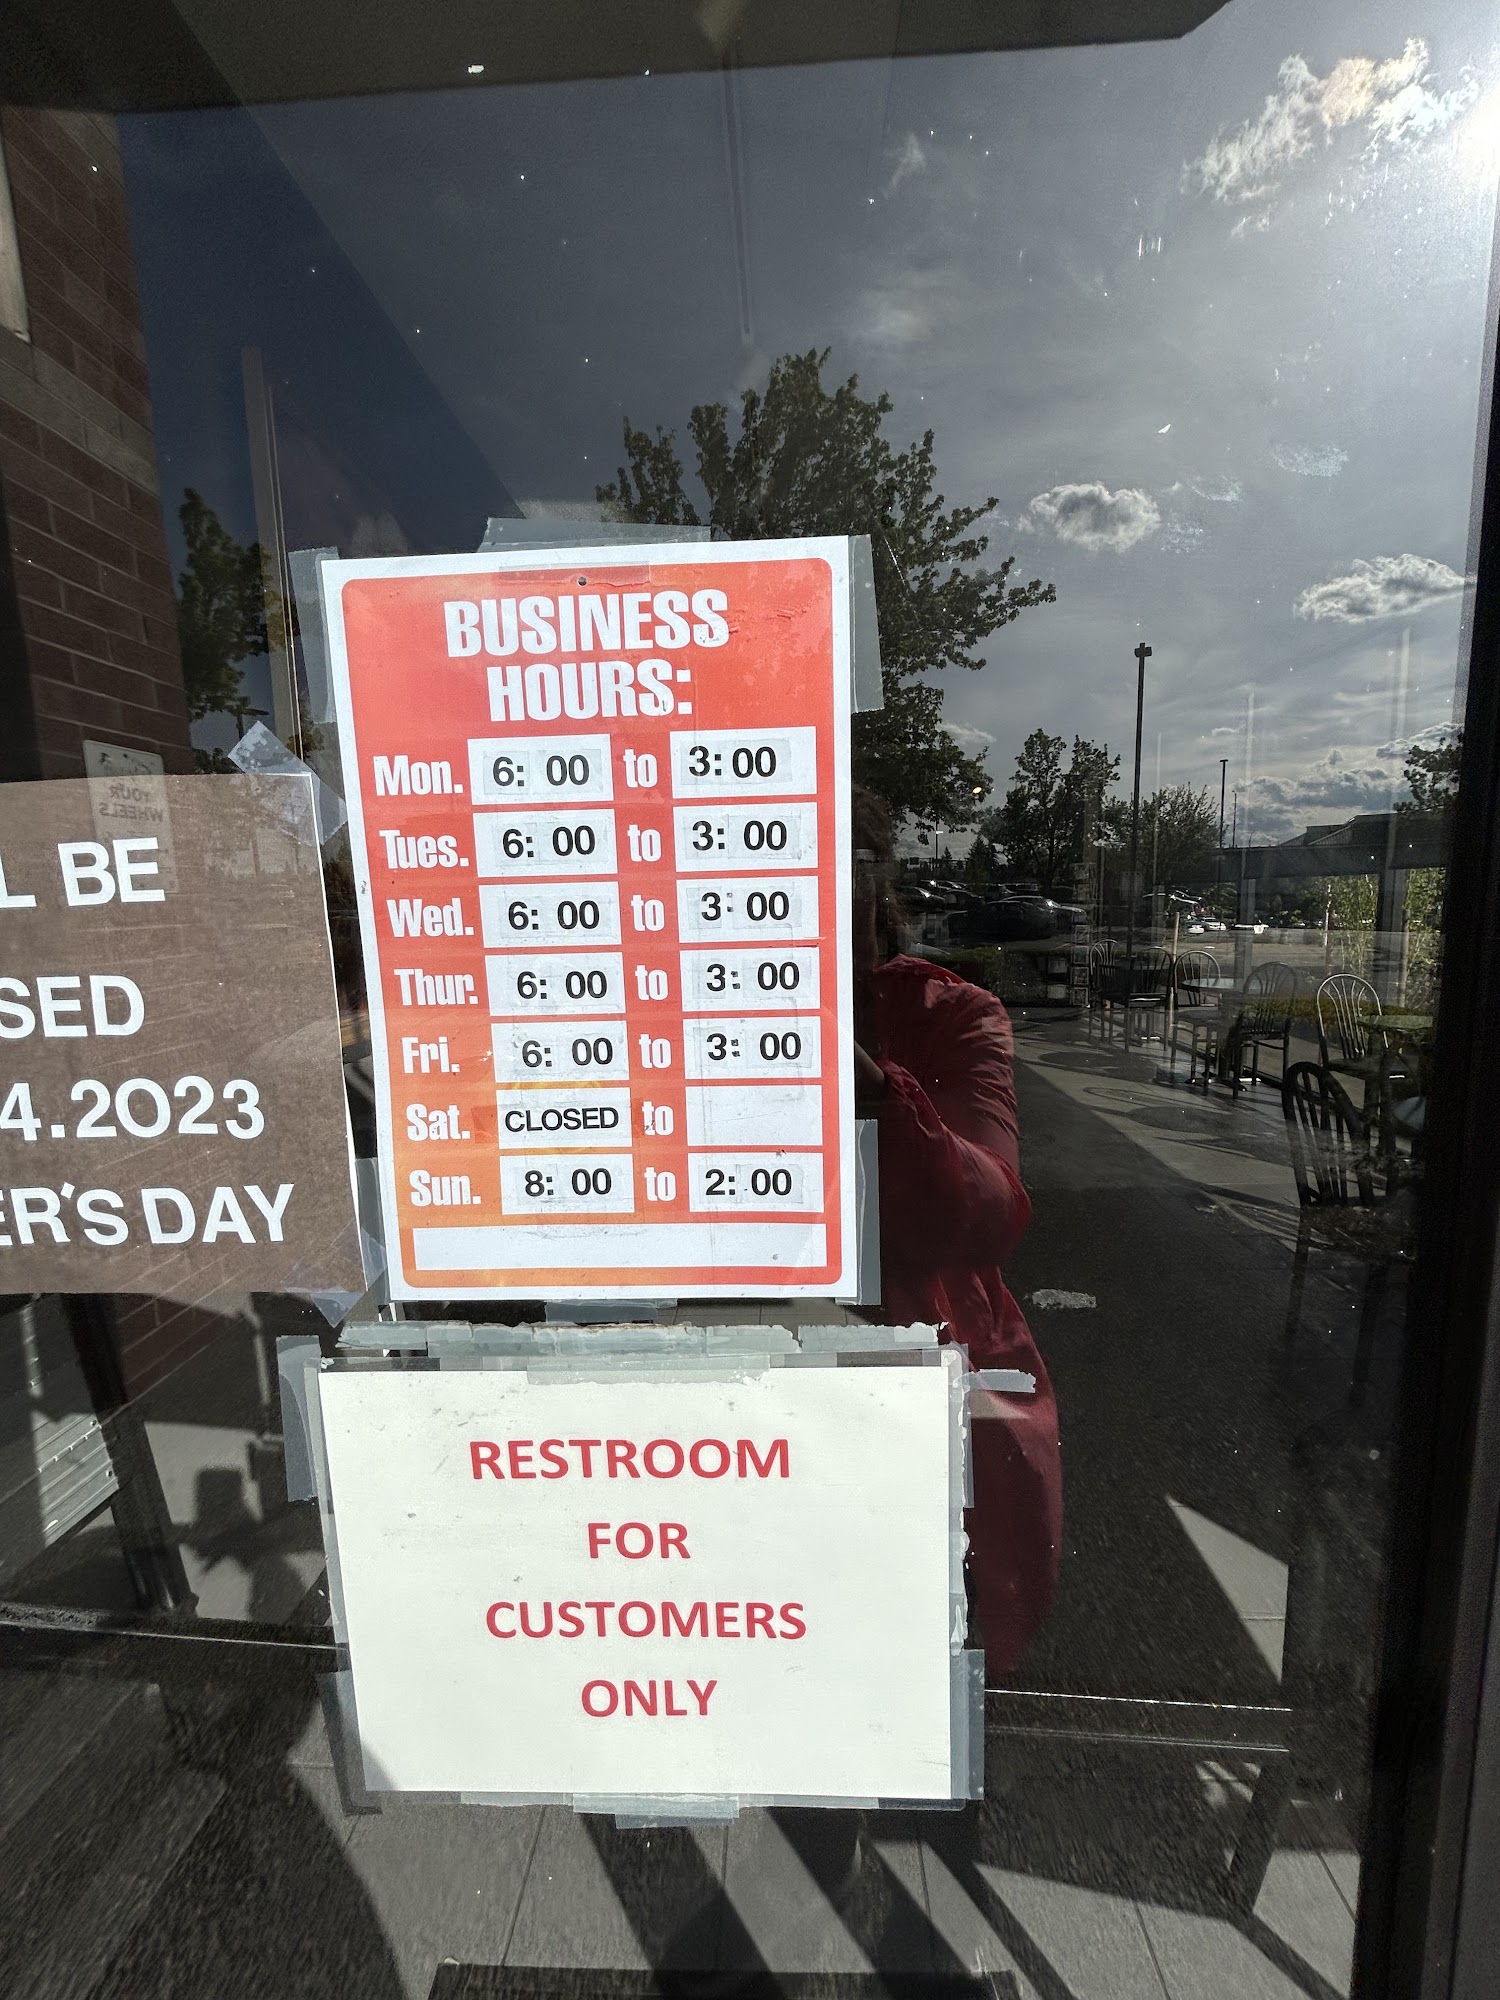 BUSINESS
HOURS:
Mon. 6: 00 to 3: 00
Tues. 6: 00 to 3: 00
Wed. 6: 00 to 3: 00
Thur. 6: 00 to 3: 00
Fri. 6: 00 to 3: 00
Sat. CLOSED to
Sun. 8: 00 to 2: 00
L BE
SED
4.2023
ER'S DAY
YOUR
WHEELS
RESTROOM
FOR
CUSTOMERS
ONLY